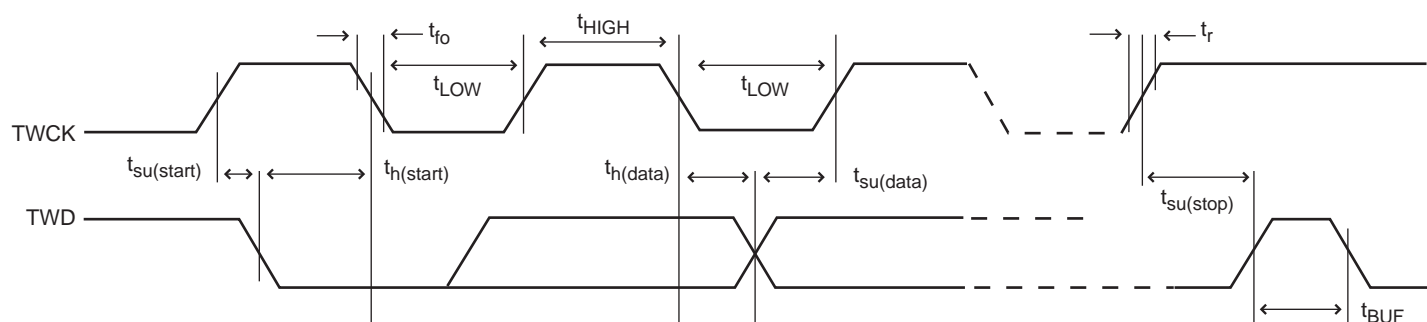 t_fo
t_HIGH
t_r
t_LOW
t_LOW
TWCK
t_su(start)
t_h(start)
t_h(data)
t_su(data)
t_su(stop)
TWD
t_BUF